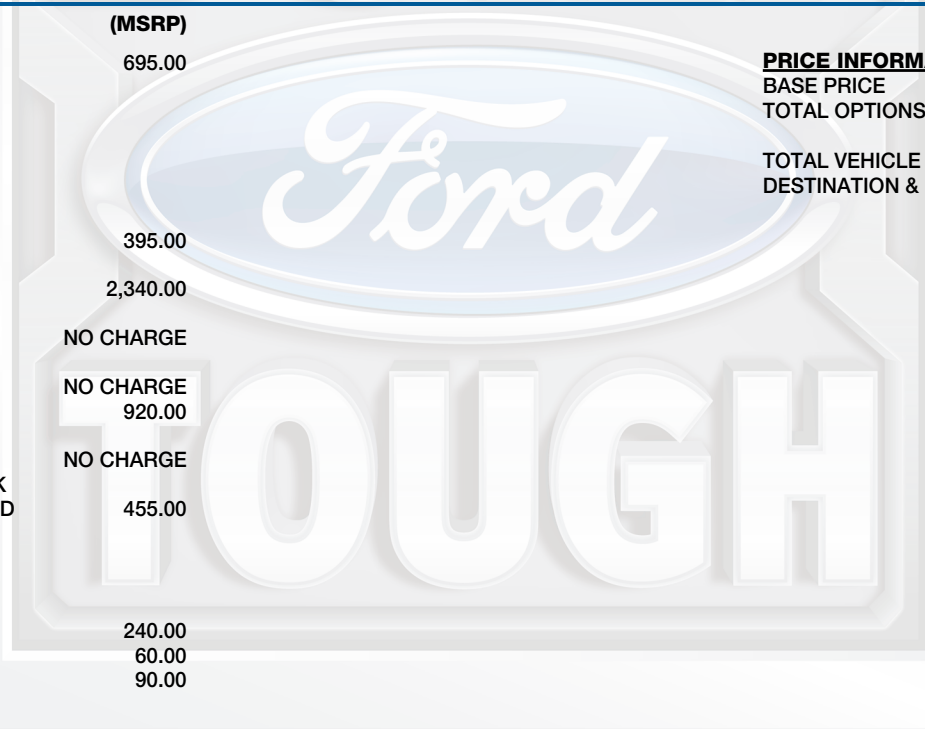 (MSRP)
695.00
395.00
2,340.00
NO CHARGE
NO CHARGE
920.00
NO CHARGE
K
D 455.00
240.00
60.00
90.00
PRICE INFORMA
BASE PRICE
TOTAL OPTIONS
TOTAL VEHICLE
DESTINATION &
Ford
TOUGH